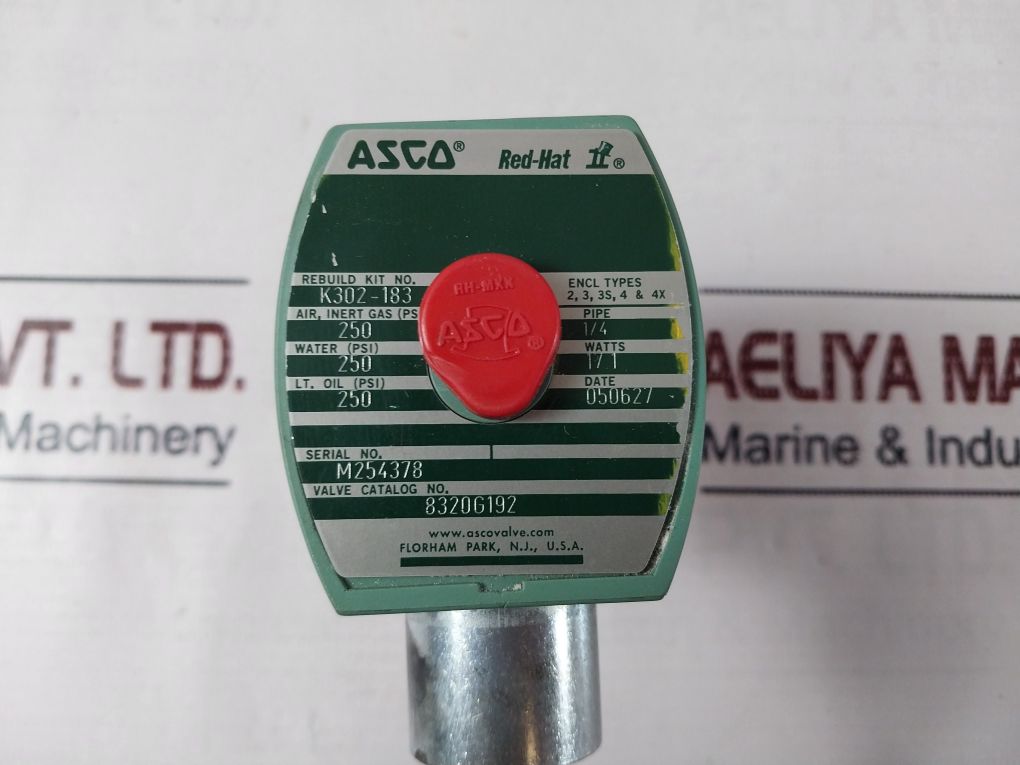 ASCO® Red-Hat II®
REBUILD KIT NO.
K302-183
AIR, INERT GAS (PS
250
WATER (PSI)
250
LT. OIL (PSI)
250
ENCL TYPES
2, 3, 3S, 4 & 4X
PIPE
1/4
WATTS
17.1
DATE
050627
RH-MXX
ASCO®
SERIAL NO.
M254378
VALVE CATALOG NO.
8320G192
www.ascovalve.com
FLORHAM PARK, N.J., U.S.A.
VT. LTD.
Machinery
AELIYA MA
Marine & Indu